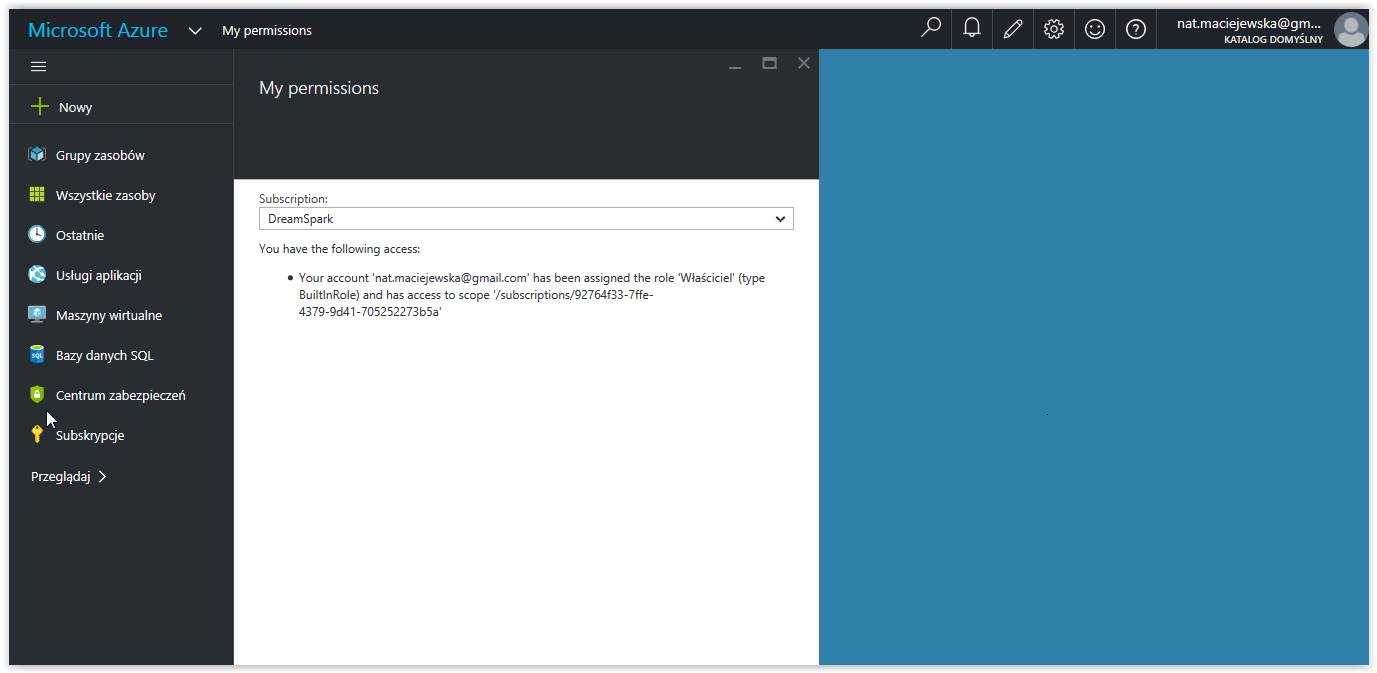 Microsoft Azure
My permissions
nat.maciejewska@gm...
KATALOG DOMYŚLNY
Nowy
Grupy zasobów
Wszystkie zasoby
Ostatnie
Usługi aplikacji
Maszyny wirtualne
Bazy danych SQL
Centrum zabezpieczeń
Subskrypcje
Przeglądaj
My permissions
Subscription:
DreamSpark
You have the following access:
Your account 'nat.maciejewska@gmail.com' has been assigned the role 'Właściciel' (type
BuiltInRole) and has access to scope '/subscriptions/92764f33-7ffe-
4379-9d41-705252273b5a'